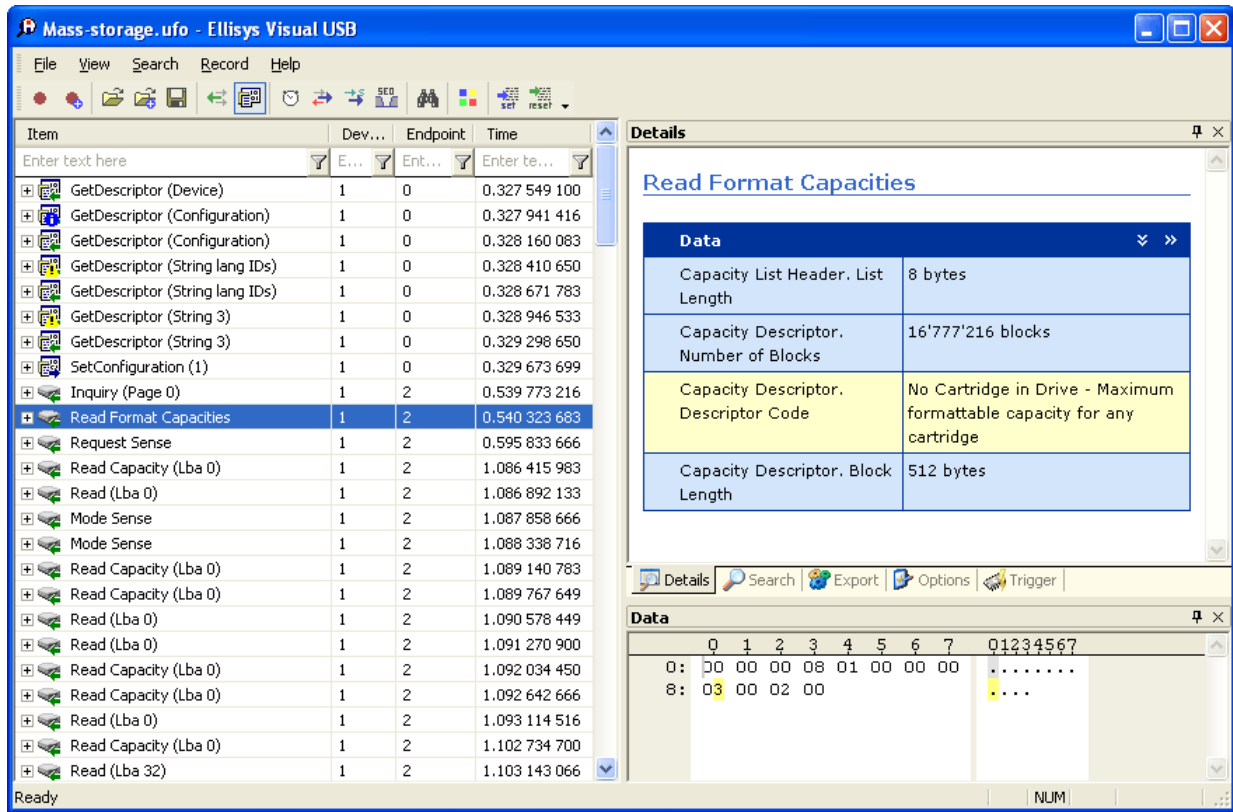 Mass-storage.ufo - Ellisys Visual USB
File View Search Record Help
SEO
set reset
Item Dev... Endpoint Time
Enter text here E... Ent... Enter te...
GetDescriptor (Device) 1 0 0.327 549 100
GetDescriptor (Configuration) 1 0 0.327 941 416
GetDescriptor (Configuration) 1 0 0.328 160 083
GetDescriptor (String lang IDs) 1 0 0.328 410 650
GetDescriptor (String lang IDs) 1 0 0.328 671 783
GetDescriptor (String 3) 1 0 0.328 946 533
GetDescriptor (String 3) 1 0 0.329 298 650
SetConfiguration (1) 1 0 0.329 673 699
Inquiry (Page 0) 1 2 0.539 773 216
Read Format Capacities 1 2 0.540 323 683
Request Sense 1 2 0.595 833 666
Read Capacity (Lba 0) 1 2 1.086 415 983
Read (Lba 0) 1 2 1.086 892 133
Mode Sense 1 2 1.087 858 666
Mode Sense 1 2 1.088 338 716
Read Capacity (Lba 0) 1 2 1.089 140 783
Read Capacity (Lba 0) 1 2 1.089 767 649
Read (Lba 0) 1 2 1.090 578 449
Read (Lba 0) 1 2 1.091 270 900
Read Capacity (Lba 0) 1 2 1.092 034 450
Read Capacity (Lba 0) 1 2 1.092 642 666
Read (Lba 0) 1 2 1.093 114 516
Read Capacity (Lba 0) 1 2 1.102 734 700
Read (Lba 32) 1 2 1.103 143 066
Details
Read Format Capacities
Data
Capacity List Header. List 8 bytes
Length
Capacity Descriptor. 16'777'216 blocks
Number of Blocks
Capacity Descriptor. No Cartridge in Drive - Maximum
Descriptor Code formattable capacity for any
cartridge
Capacity Descriptor. Block 512 bytes
Length
Details Search Export Options Trigger
Data
0 1 2 3 4 5 6 7 01234567
0: 00 00 00 08 01 00 00 00 ........
8: 03 00 02 00 ....
Ready NUM